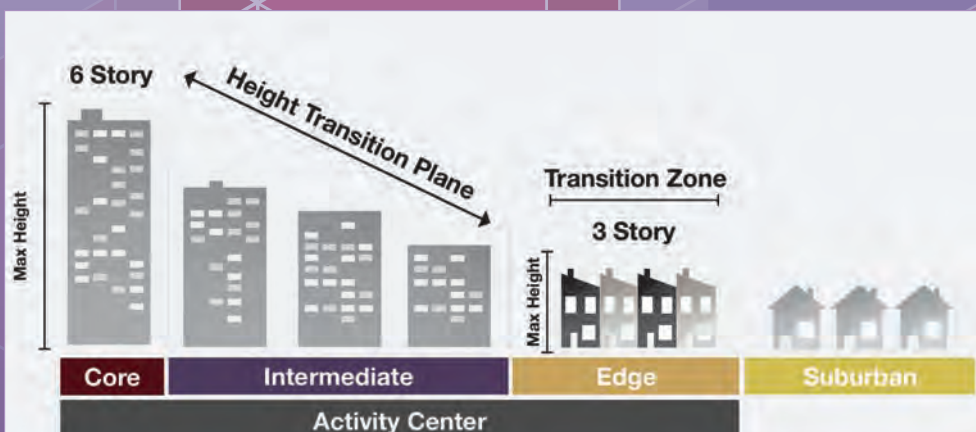 6 Story
Height Transition Plane
Transition Zone
3 Story
Max Height
Max Height
Core
Intermediate
Edge
Suburban
Activity Center